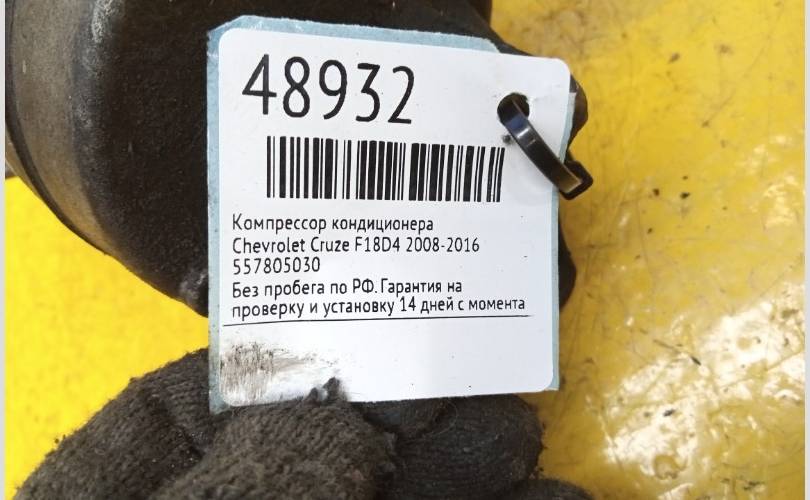 48932
Компрессор кондиционера
Chevrolet Cruze F18D4 2008-2016
557805030
Без пробега по РФ. Гарантия на
проверку и установку 14 дней с момента